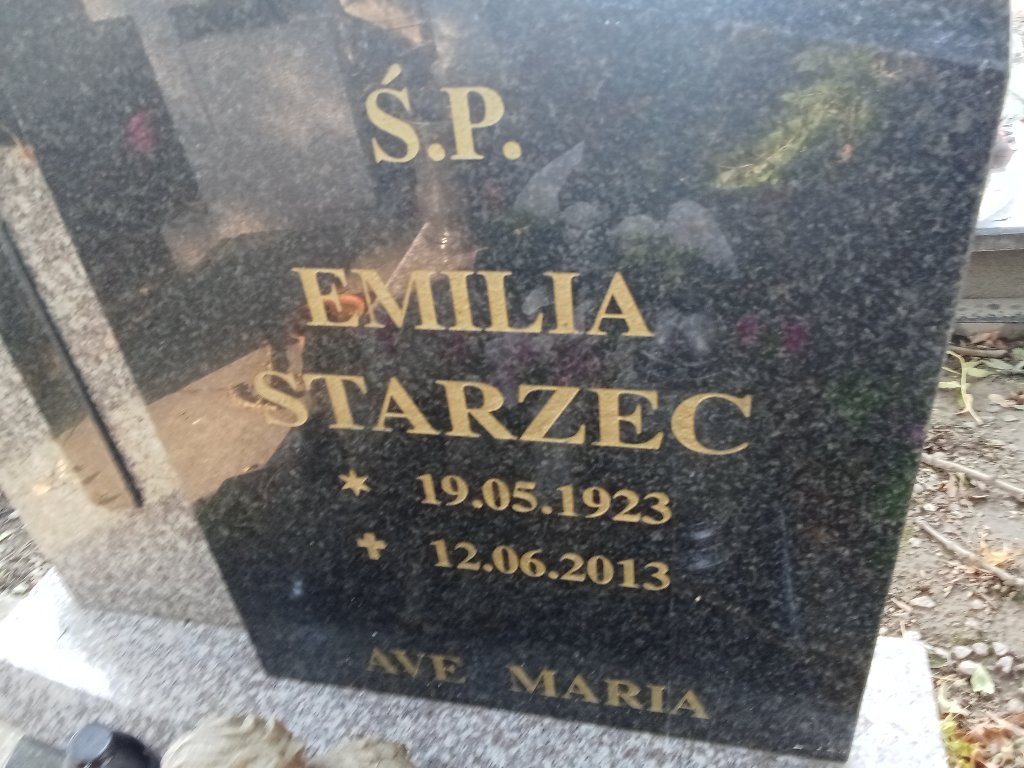 Ś.P.
EMILIA
STARZEC
19.05.1923
12.06.2013
AVE MARIA